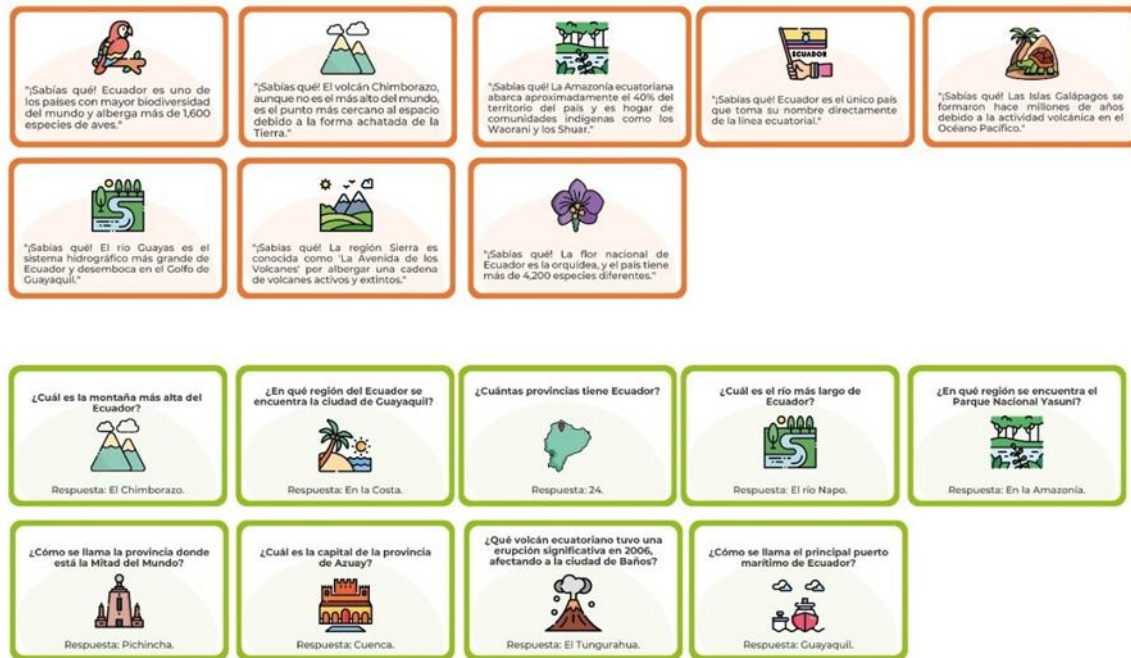 "¡Sabías qué! Ecuador es uno de
los países con mayor biodiversidad
del mundo y alberga más de 1,600
especies de aves."
"¡Sabías qué! El volcán Chimborazo,
aunque no es el más alto del mundo,
es el punto más cercano al espacio
debido a la forma achatada de la
Tierra."
"¡Sabías qué! La Amazonía ecuatoriana
abarca aproximadamente el 40% del
territorio del país y es hogar de
comunidades indígenas como los
Waorani y los Shuar."
ECUADOR
"¡Sabías qué! Ecuador es el único país
que toma su nombre directamente
de la línea ecuatorial."
"¡Sabías qué! Las Islas Galápagos se
formaron hace millones de años
debido a la actividad volcánica en el
Océano Pacífico."
"¡Sabías qué! El río Guayas es el
sistema hidrográfico más grande de
Ecuador y desemboca en el Golfo de
Guayaquil."
"¡Sabías qué! La región Sierra es
conocida como 'La Avenida de los
Volcanes' por albergar una cadena
de volcanes activos y extintos."
"¡Sabías qué! La flor nacional de
Ecuador es la orquídea, y el país tiene
más de 4,200 especies diferentes."
¿Cuál es la montaña más alta del
Ecuador?
Respuesta: El Chimborazo.
¿En qué región del Ecuador se
encuentra la ciudad de Guayaquil?
Respuesta: En la Costa.
¿Cuántas provincias tiene Ecuador?
Respuesta: 24.
¿Cuál es el río más largo de
Ecuador?
Respuesta: El río Napo.
¿En qué región se encuentra el
Parque Nacional Yasuní?
Respuesta: En la Amazonía.
¿Cómo se llama la provincia donde
está la Mitad del Mundo?
Respuesta: Pichincha.
¿Cuál es la capital de la provincia
de Azuay?
Respuesta: Cuenca.
¿Qué volcán ecuatoriano tuvo una
erupción significativa en 2006,
afectando a la ciudad de Baños?
Respuesta: El Tungurahua.
¿Cómo se llama el principal puerto
marítimo de Ecuador?
Respuesta: Guayaquil.